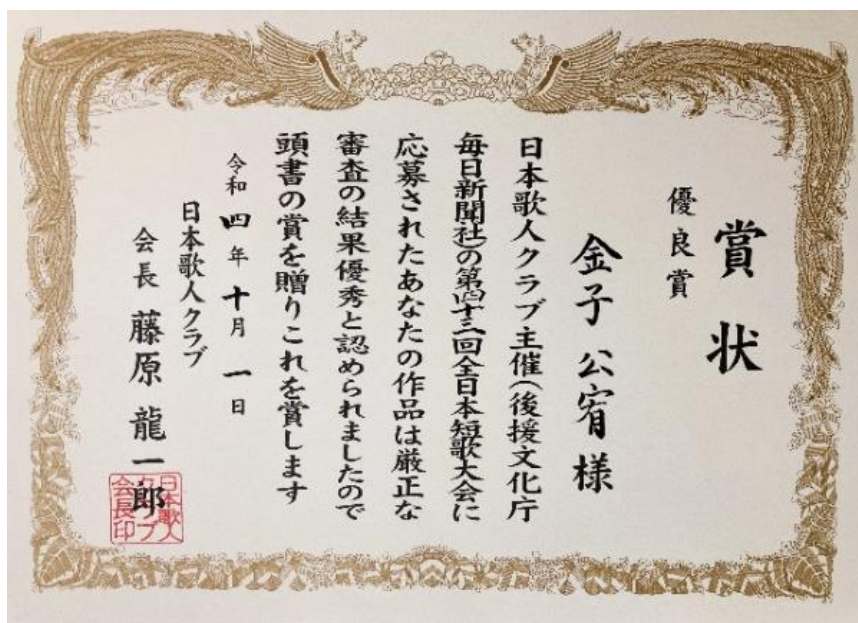 賞状
優良賞
金子公宥様
日本歌人クラブ主催(後援文化庁
毎日新聞社)の第四十三回全日本短歌大会に
応募されたあなたの作品は厳正な
審査の結果優秀と認められましたので
頭書の賞を贈りこれを賞します
令和四年十月一日
日本歌人クラブ
会長 藤原龍一郎
日本歌人
クラブ
会長印